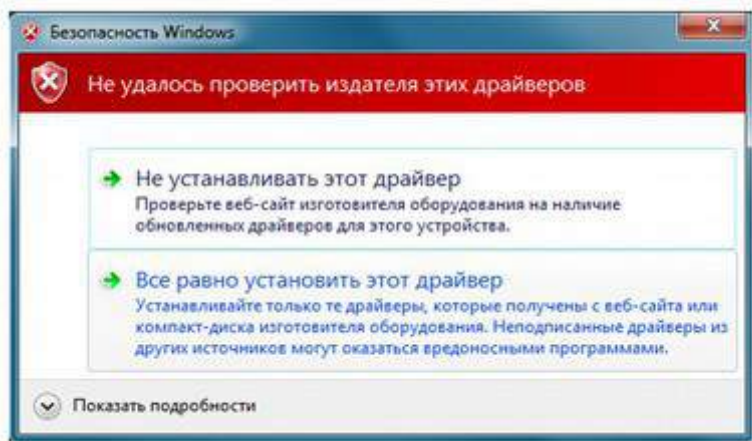 Безопасность Windows
Не удалось проверить издателя этих драйверов
Не устанавливать этот драйвер
Проверьте веб-сайт изготовителя оборудования на наличие
обновленных драйверов для этого устройства.
Все равно установить этот драйвер
Устанавливайте только те драйверы, которые получены с веб-сайта или
компакт-диска изготовителя оборудования. Неподписанные драйверы из
других источников могут оказаться вредоносными программами.
Показать подробности